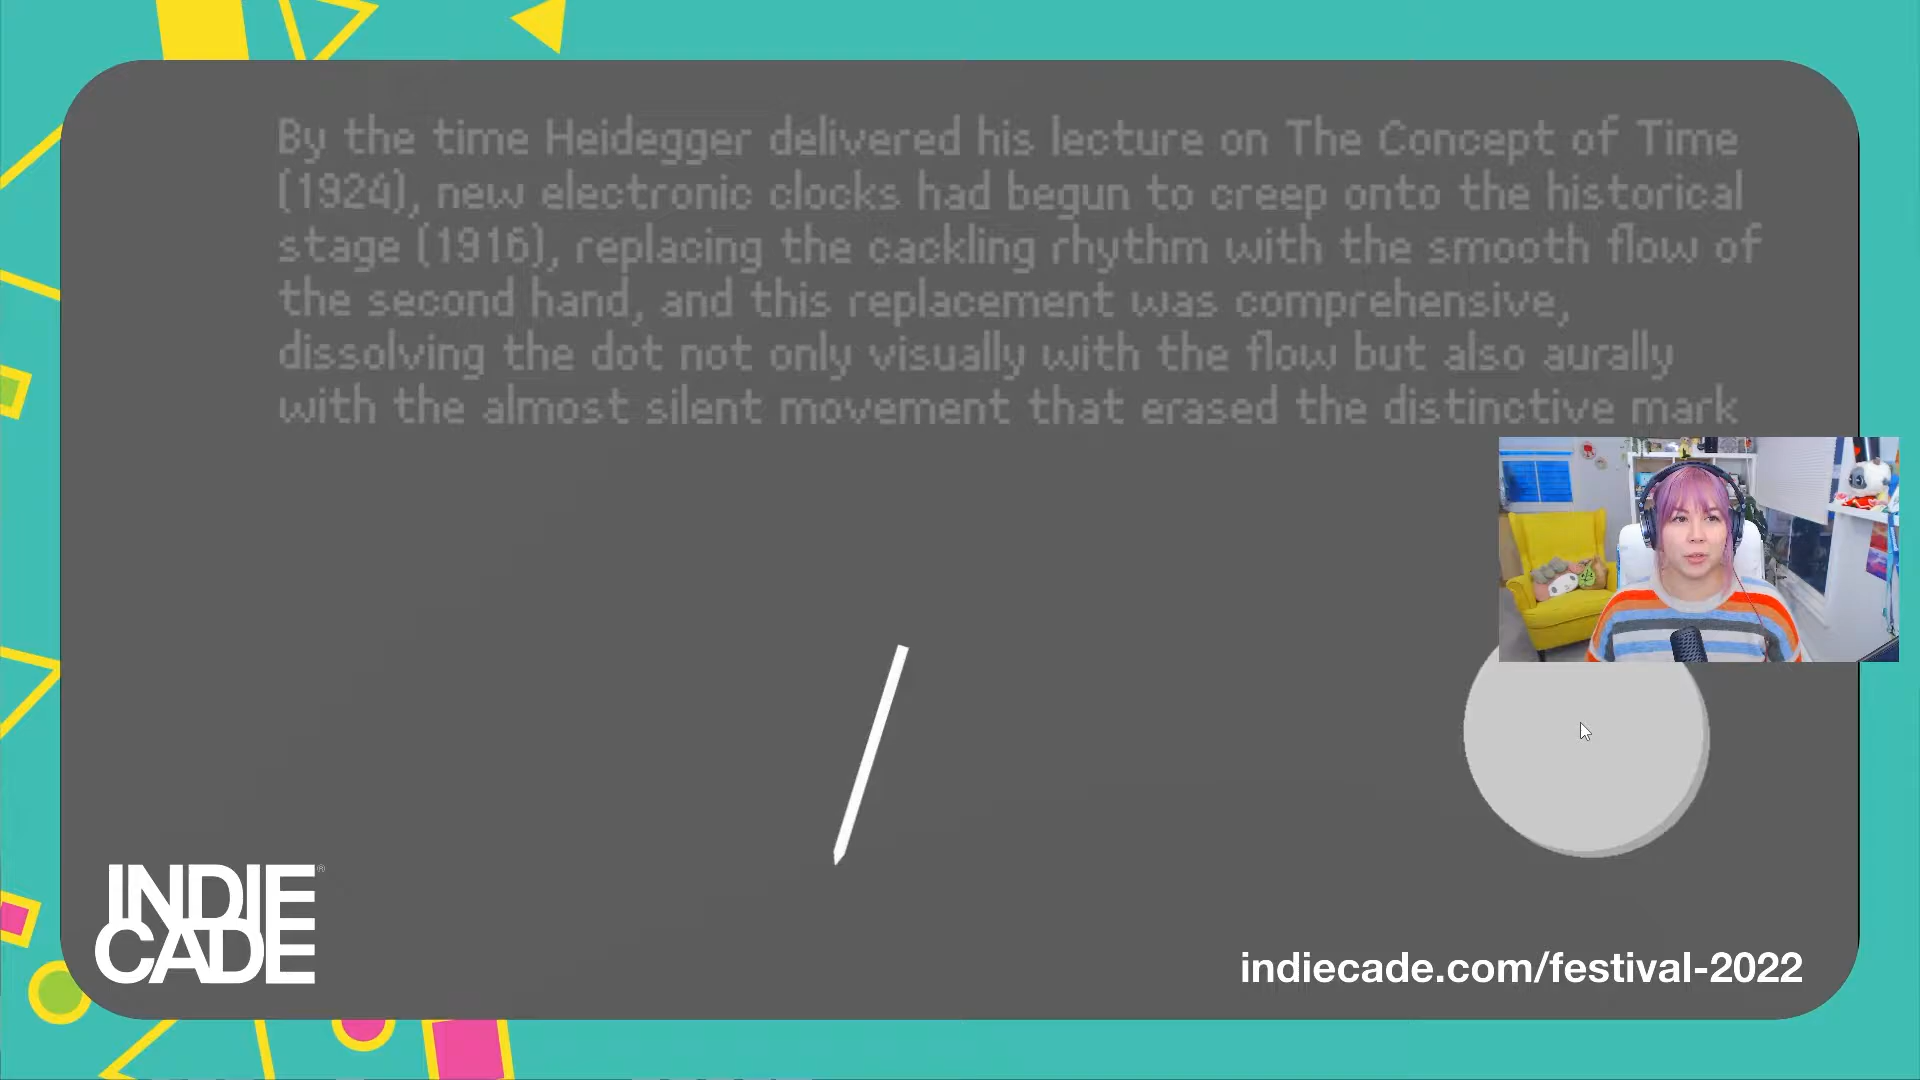 By the time Heidegger delivered his lecture on The Concept of Time
(1924), new electronic clocks had begun to creep onto the historical
stage (1916), replacing the cackling rhythm with the smooth flow of
the second hand, and this replacement was comprehensive,
dissolving the dot not only visually with the flow but also aurally
with the almost silent movement that erased the distinctive mark
INDIE
CADE®
indiecade.com/festival-2022